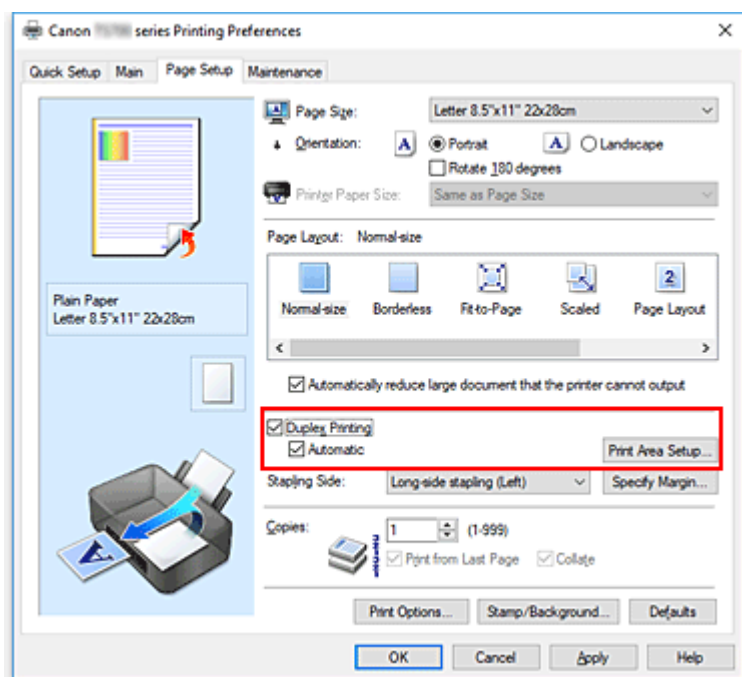 Canon series Printing Preferences
Quick Setup Main Page Setup Maintenance
Page Size: Letter 8.5"x11" 22x28cm
Orientation: A Portrait A Landscape
Rotate 180 degrees
Printer Paper Size: Same as Page Size
Page Layout: Normal-size
Normal-size Borderless Fit-to-Page Scaled Page Layout
Plain Paper
Letter 8.5"x11" 22x28cm
Automatically reduce large document that the printer cannot output
Duplex Printing
Automatic Print Area Setup...
Stapling Side: Long-side stapling (Left) Specify Margin...
Copies: 1 (1-999)
Print from Last Page Collate
Print Options... Stamp/Background... Defaults
OK Cancel Apply Help